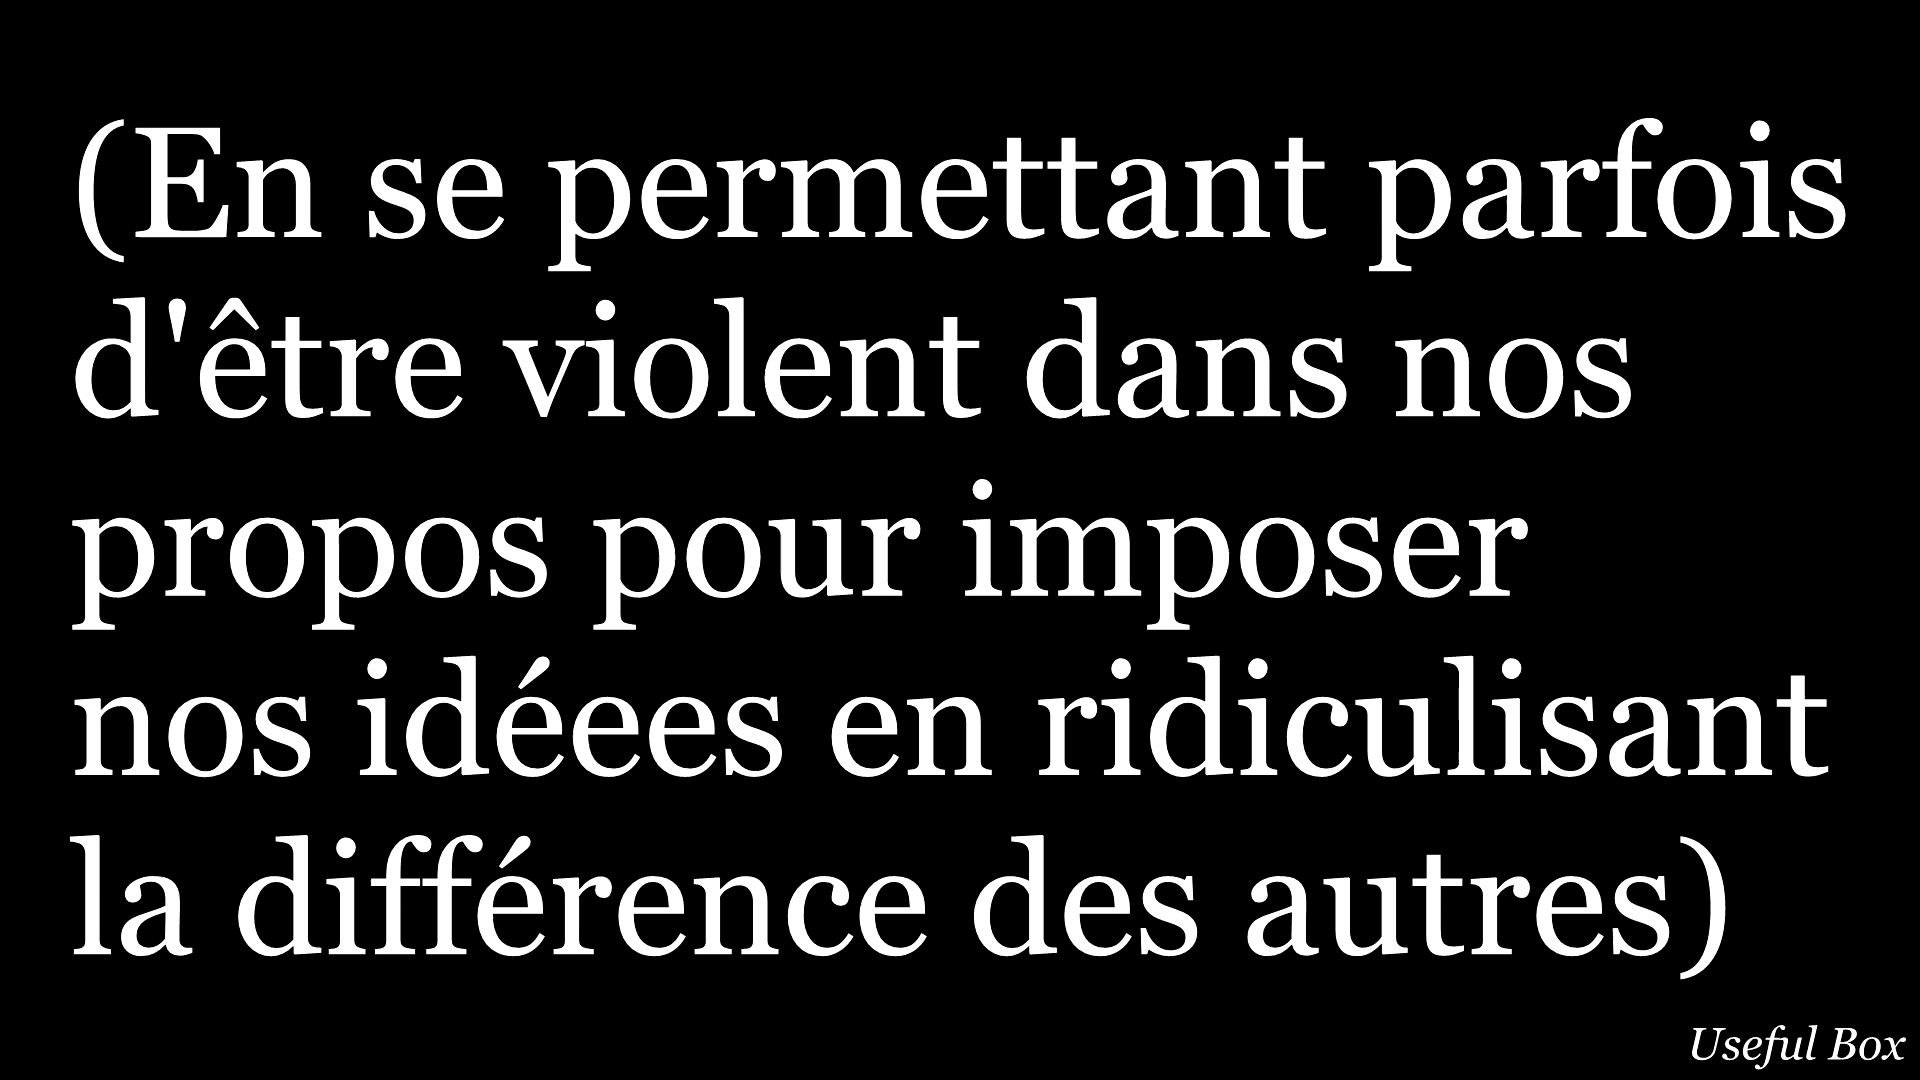 (En se permettant parfois
d'être violent dans nos
propos pour imposer
nos idéees en ridiculisant
la différence des autres)
Useful Box